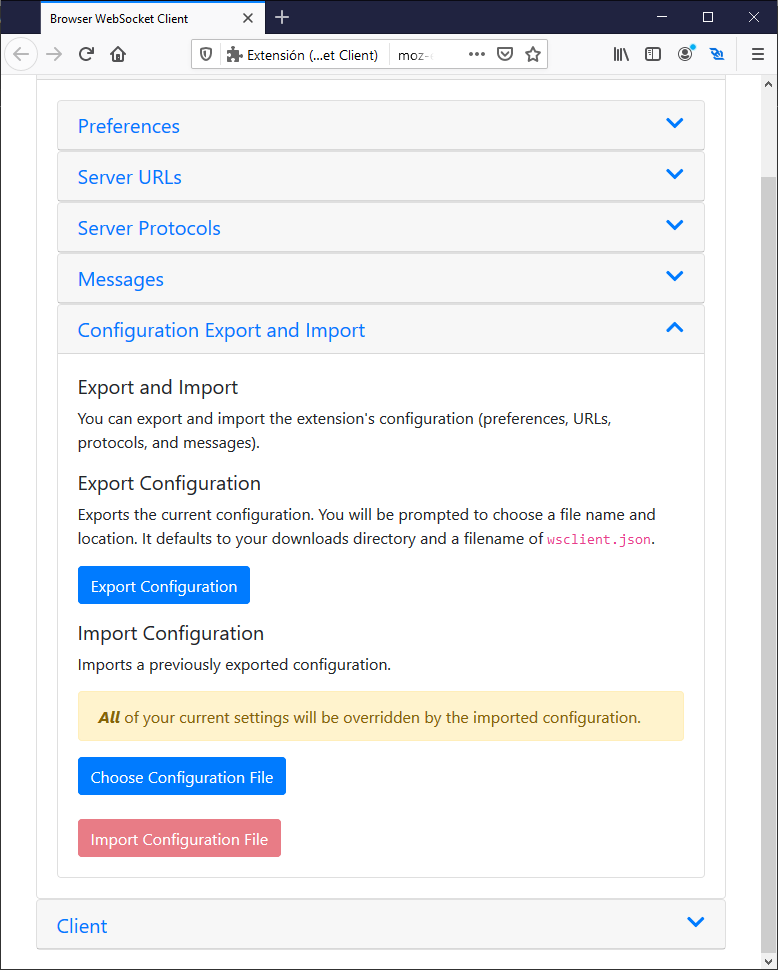 Browser WebSocket Client
Extensión (...et Client)
moz-
Preferences
Server URLs
Server Protocols
Messages
Configuration Export and Import
Export and Import
You can export and import the extension's configuration (preferences, URLs,
protocols, and messages).
Export Configuration
Exports the current configuration. You will be prompted to choose a file name and
location. It defaults to your downloads directory and a filename of wsclient.json.
Export Configuration
Import Configuration
Imports a previously exported configuration.
All of your current settings will be overridden by the imported configuration.
Choose Configuration File
Import Configuration File
Client